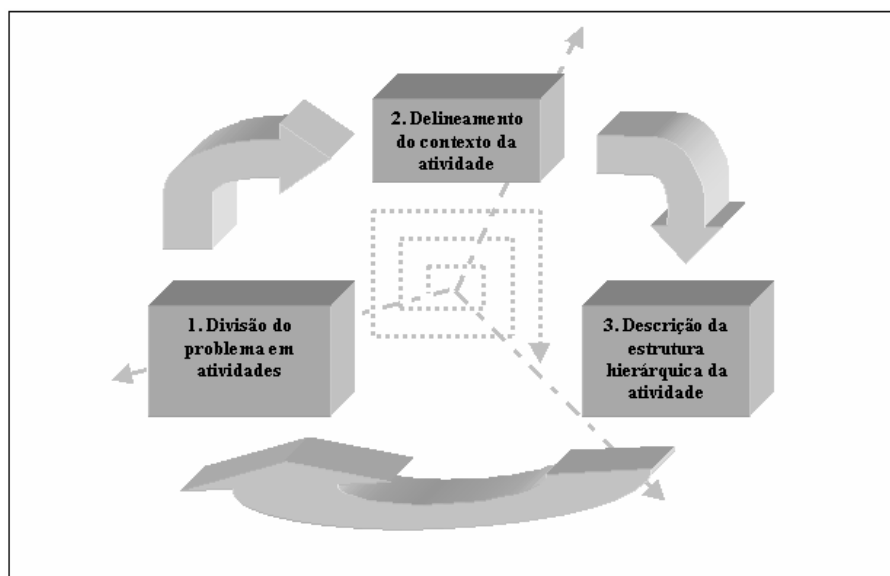 1. Divisão do
problema em
atividades
2. Delineamento
do contexto da
atividade
3. Descrição da
estrutura
hierárquica da
atividade